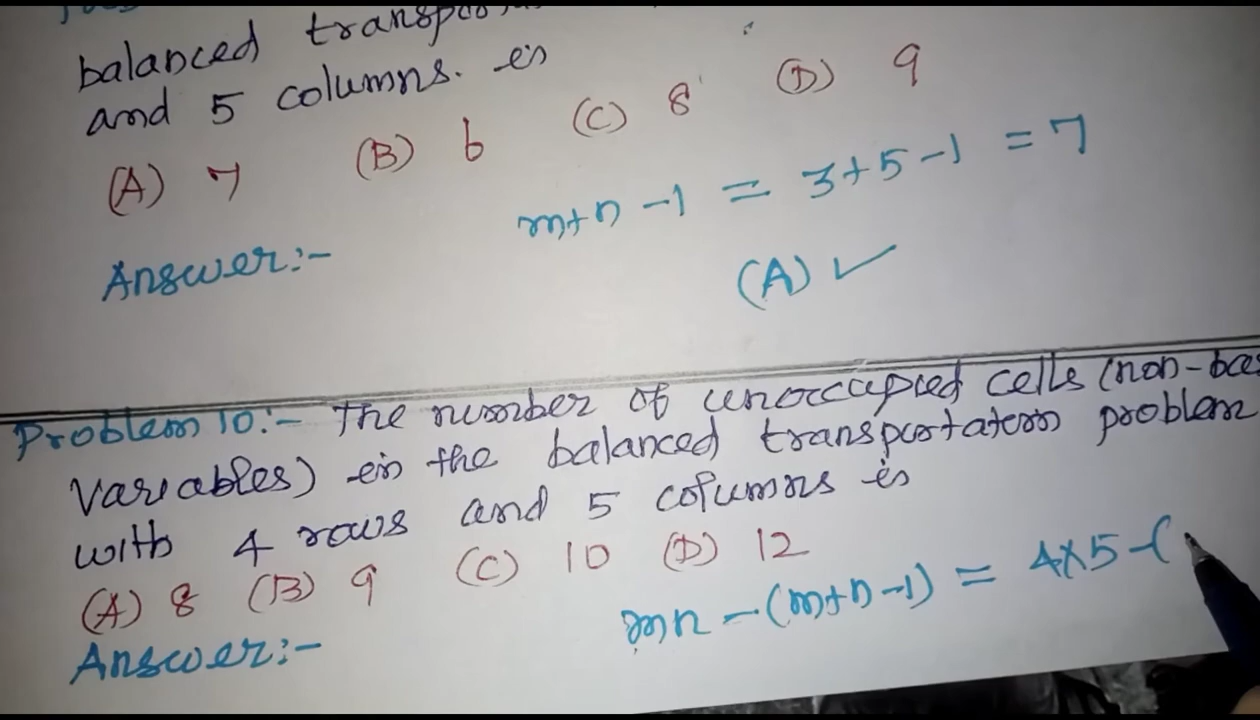 balanced
and 5 columns. is
(A) 7 (B) 6 (C) 8 (D) 9
Answer:- m+n-1 = 3+5-1 = 7
(A) ✓
Problem 10:- The number of unoccupied cells (non-bas
variables) in the balanced transportation problem
with 4 rows and 5 columns is
(A) 8 (B) 9 (C) 10 (D) 12
Answer:- mn-(m+n-1) = 4×5-(